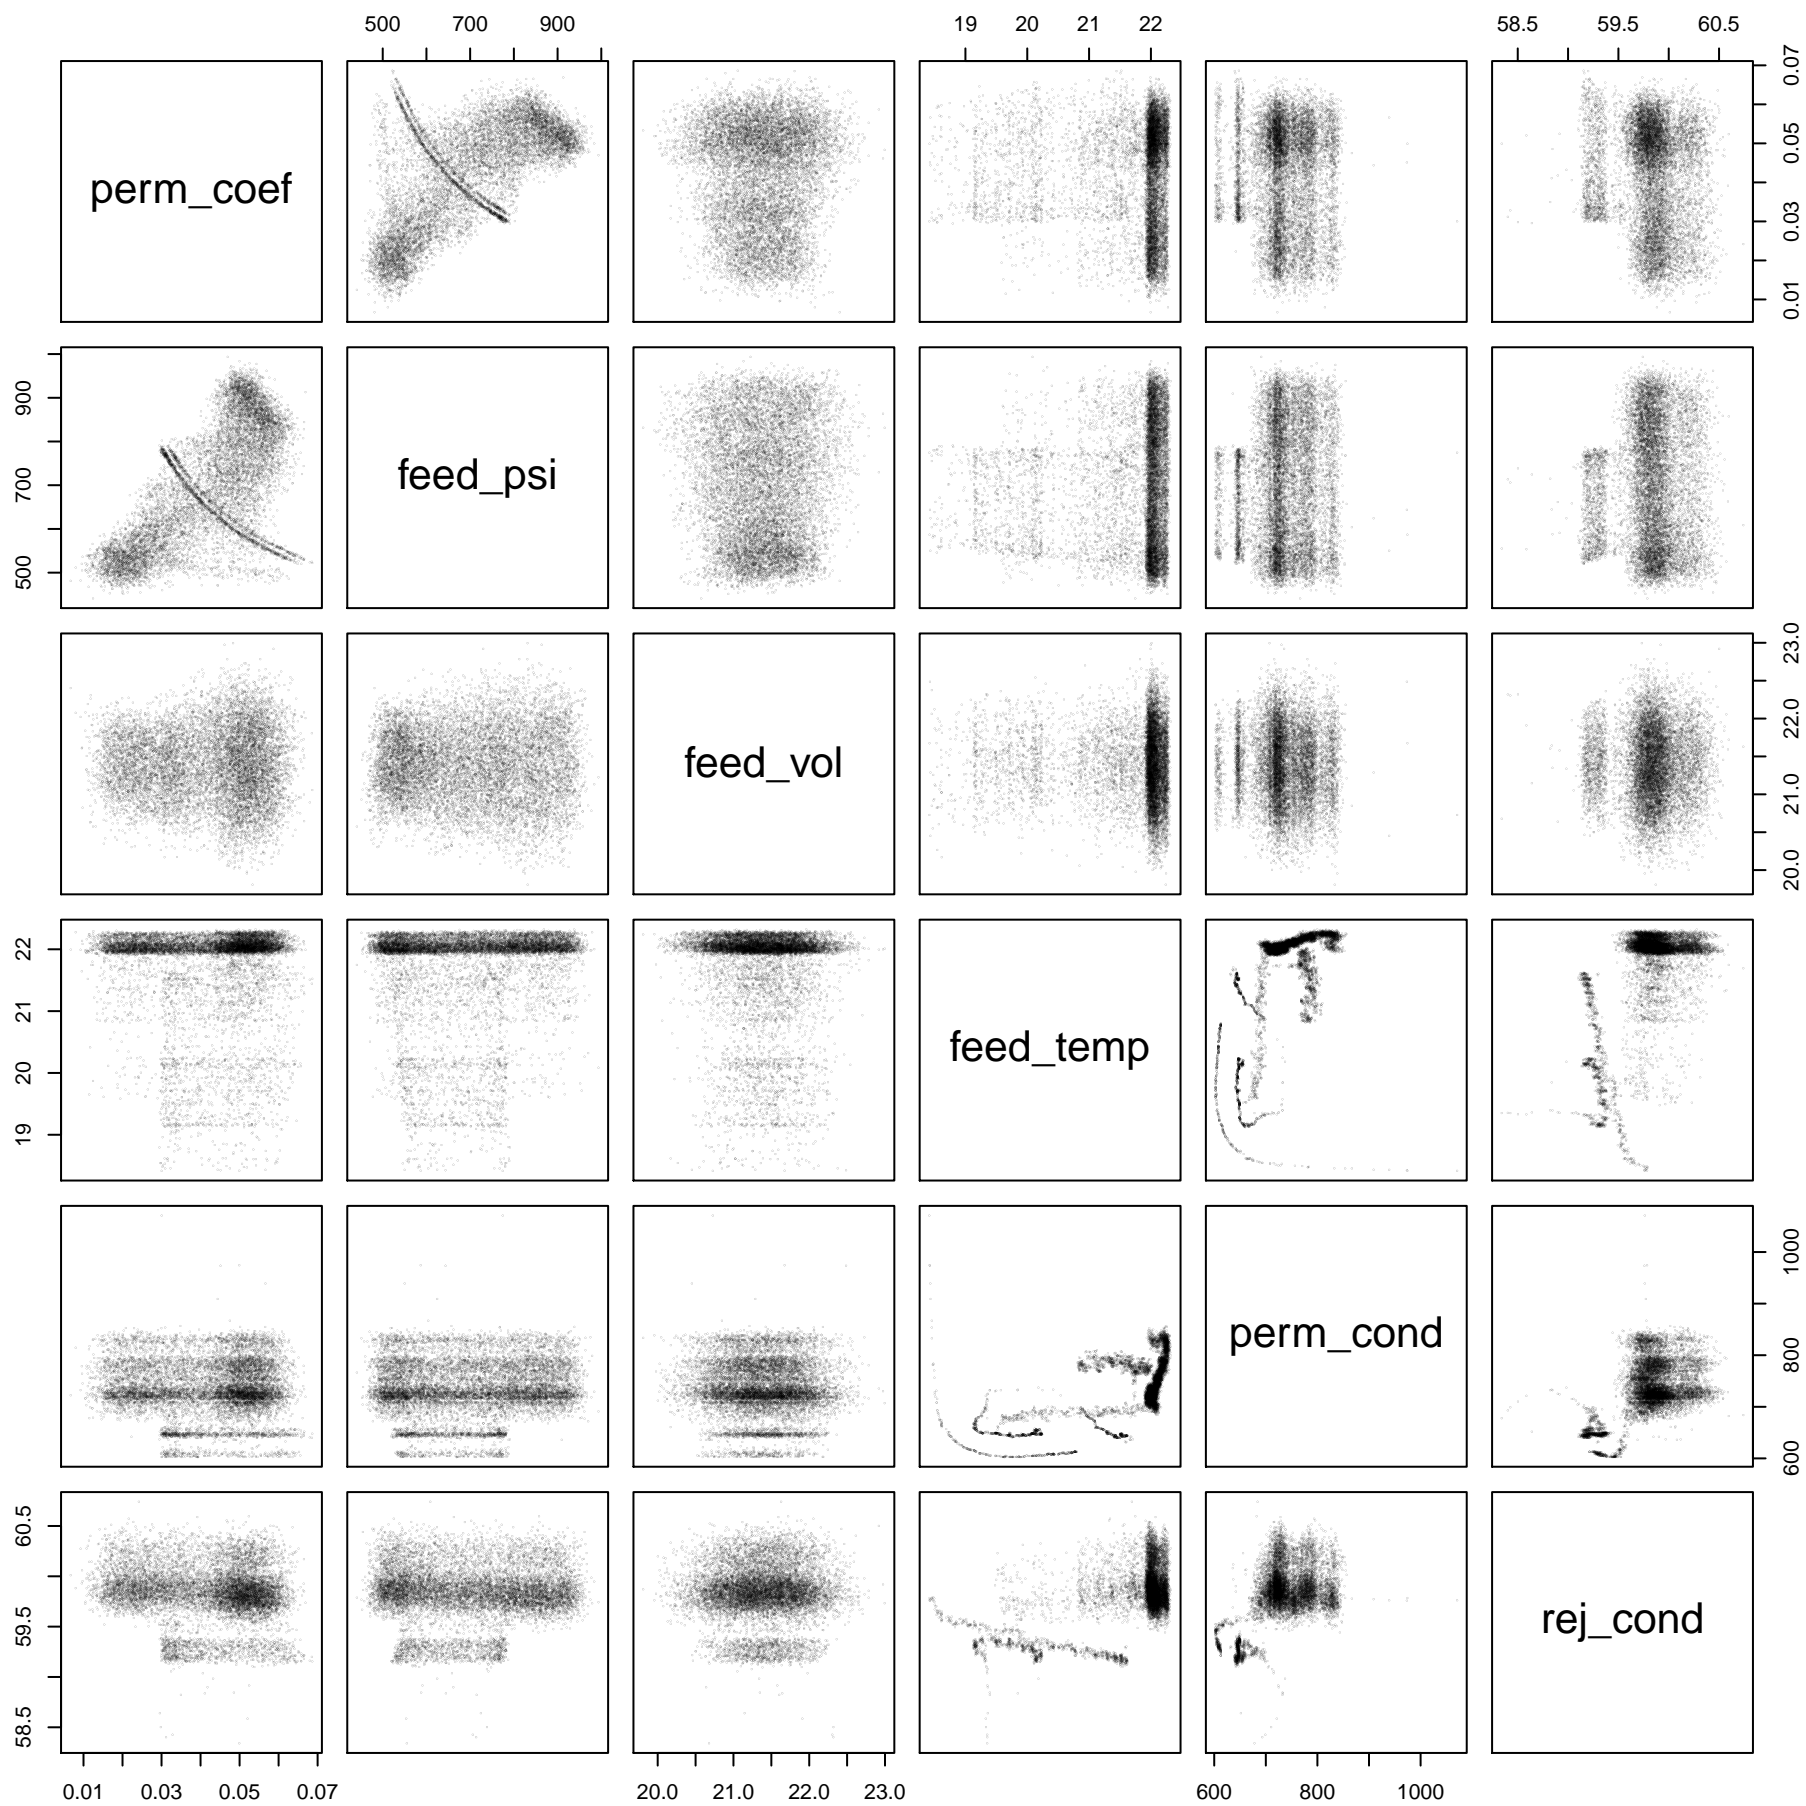 500 700 900 19 20 21 22 58.5 59.5 60.5
perm_coef 0.01 0.03 0.05 0.07
500 700 900 feed_psi
feed_vol 20.0 21.0 22.0 23.0
19 20 21 22 feed_temp
perm_cond 600 800 1000
58.5 59.5 60.5 rej_cond
0.01 0.03 0.05 0.07 20.0 21.0 22.0 23.0 600 800 1000